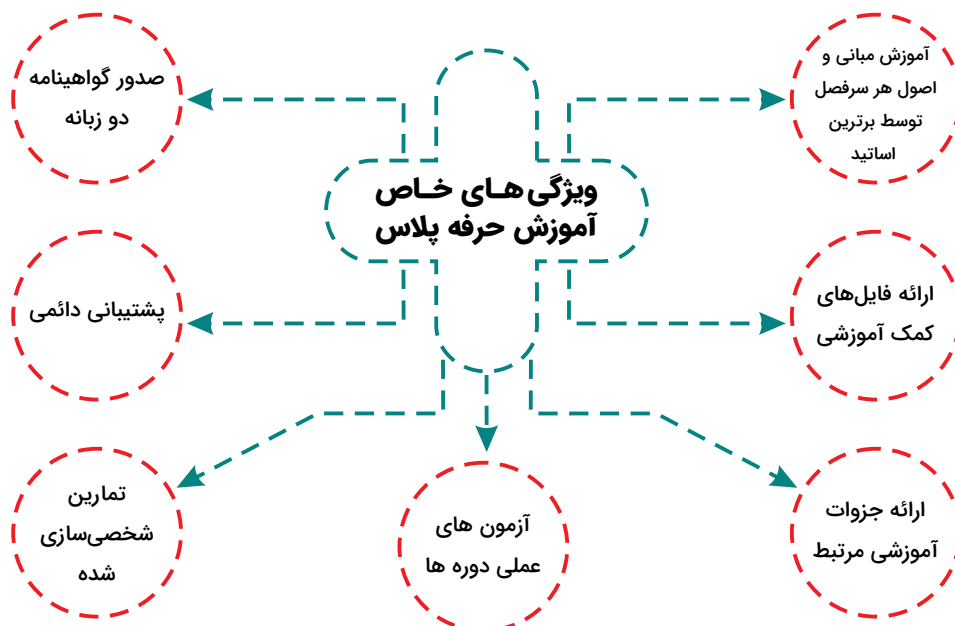 ویژگی هـای خـاص
آموزش حرفه پلاس
آموزش مبانی و
اصول هر سرفصل
توسط برترین
اساتید
ارائه فایل‌های
کمک آموزشی
ارائه جزوات
آموزشی مرتبط
آزمون های
عملی دوره ها
تمارین
شخصی‌سازی
شده
پشتیبانی دائمی
صدور گواهینامه
دو زبانه